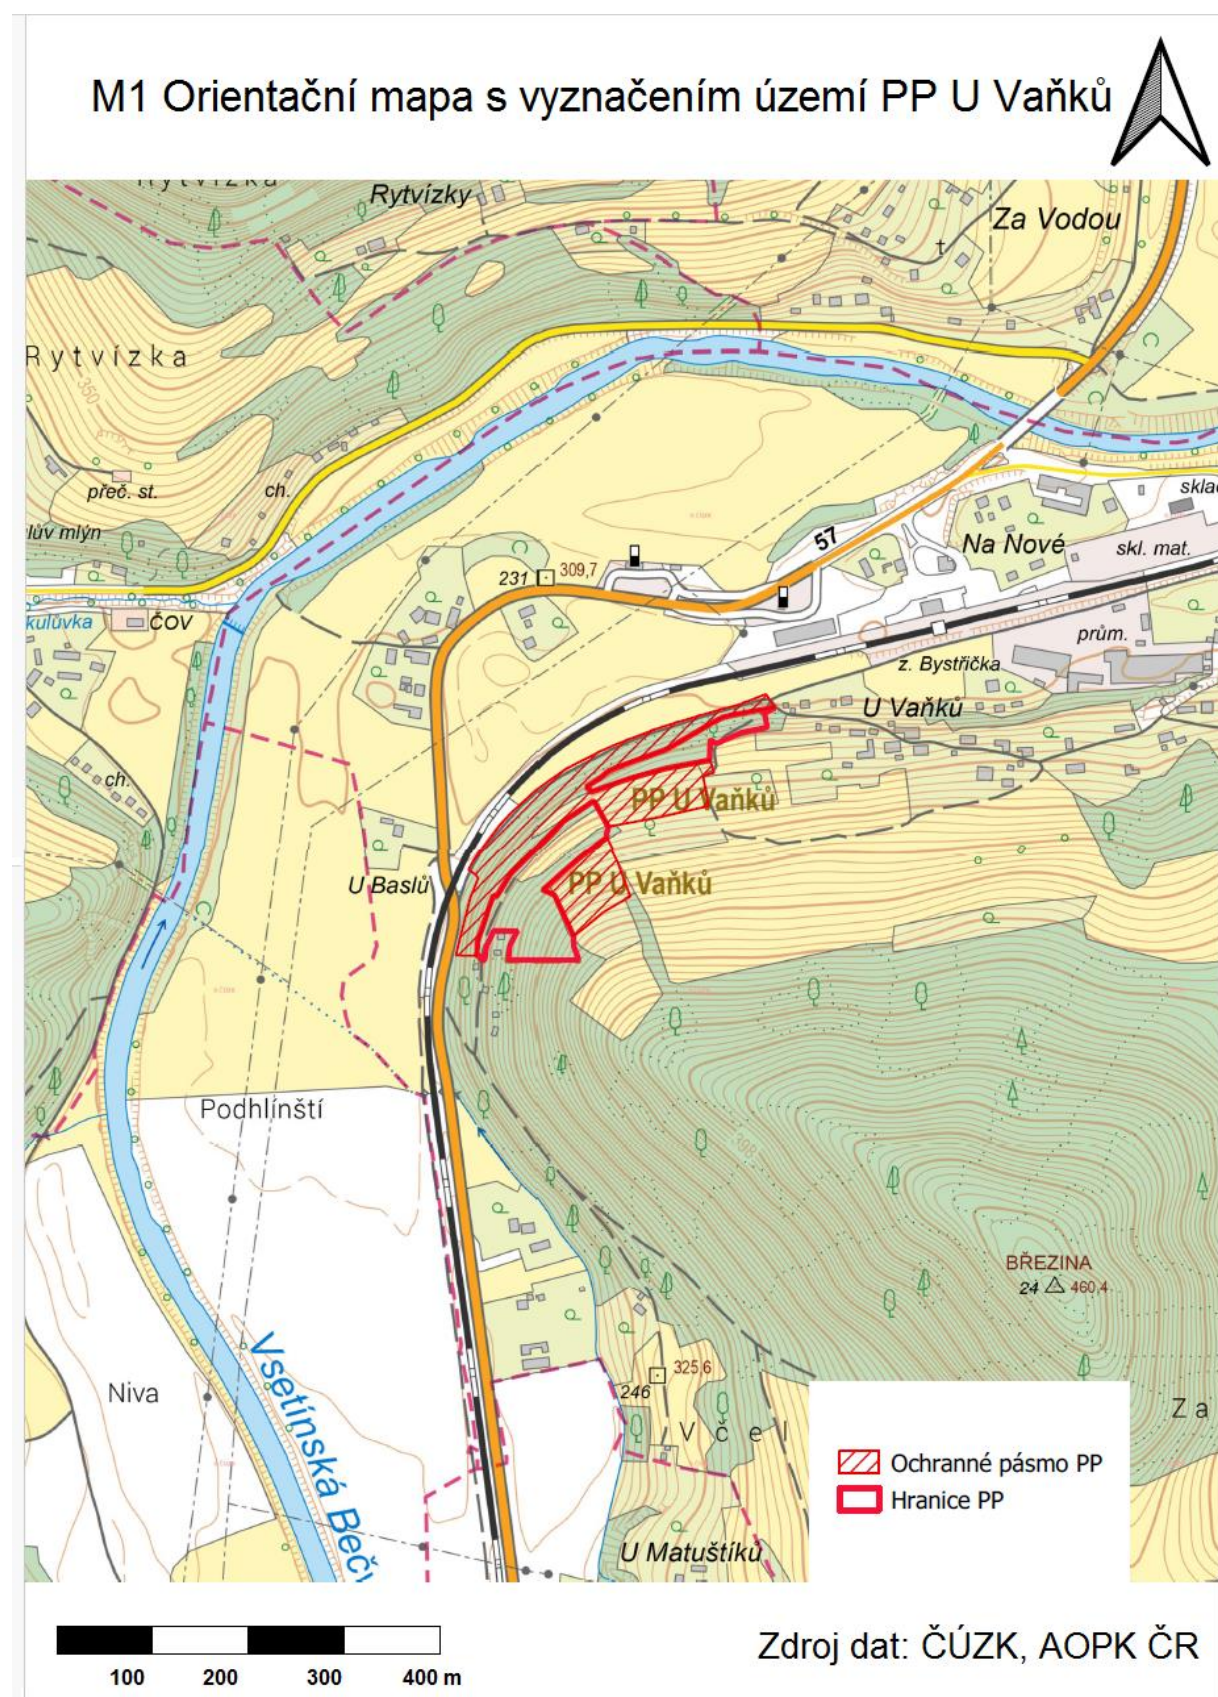 M1 Orientační mapa s vyznačením území PP U Vaňků
Rytvízky
Za Vodou
Rytvízka
350
přeč. st.
ch.
lův mlýn
57
Na Nové
skl. mat.
231
309,7
kulůvka
ČOV
prům.
z. Bystřička
U Vaňků
ch.
PP U Vaňků
U Baslů
PP U Vaňků
Podhlínští
BŘEZINA
24
460,4
Niva
Vsetínská Bečv
325,6
246
Včel
Za
Ochranné pásmo PP
Hranice PP
U Matuštíků
100 200 300 400 m
Zdroj dat: ČÚZK, AOPK ČR